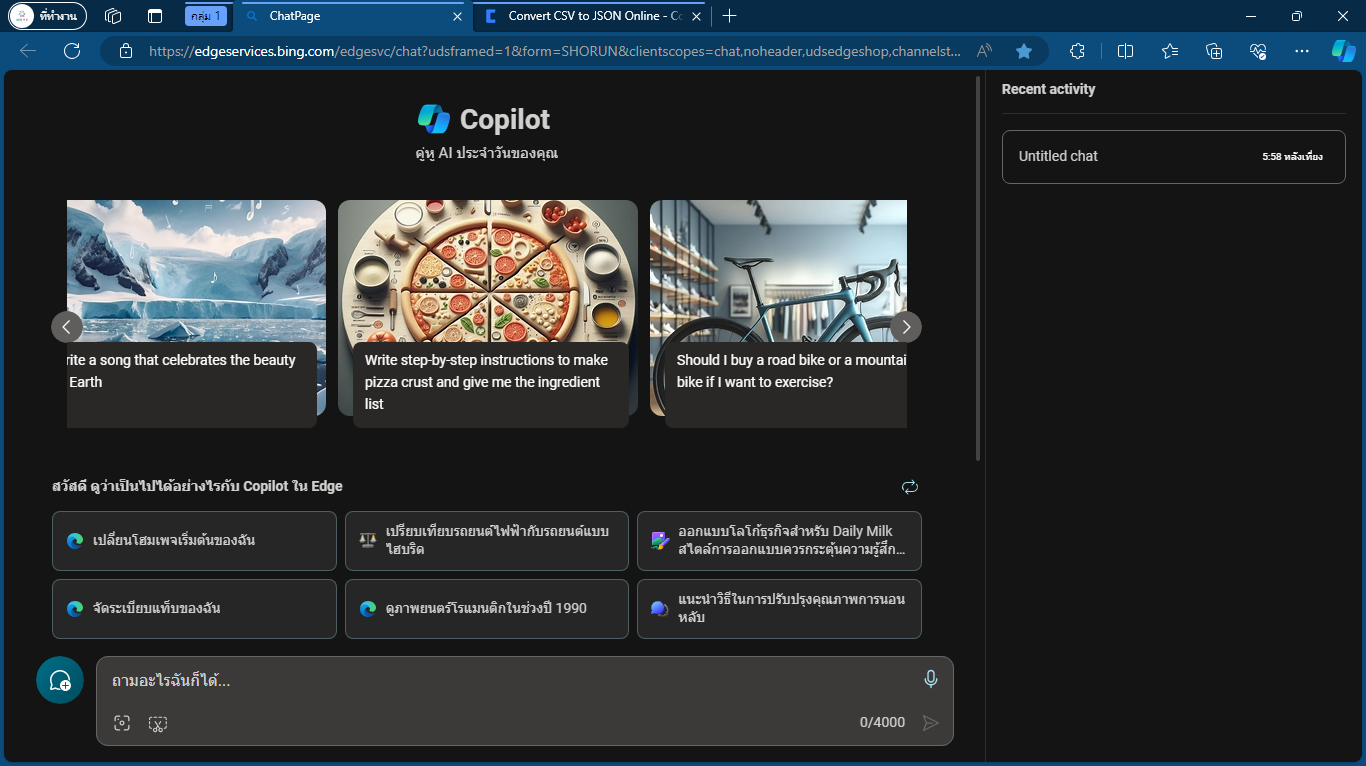 ที่ทำงาน
กลุ่ม 1
ChatPage
Convert CSV to JSON Online - Co
https://edgeservices.bing.com/edgesvc/chat?udsframed=1&form=SHORUN&clientscopes=chat,noheader,udsedgeshop,channelst...
Copilot
คู่หู AI ประจำวันของคุณ
rite a song that celebrates the beauty
Earth
Write step-by-step instructions to make
pizza crust and give me the ingredient
list
Should I buy a road bike or a mountai
bike if I want to exercise?
สวัสดี ดูว่าเป็นไปได้อย่างไรกับ Copilot ใน Edge
เปลี่ยนโฮมเพจเริ่มต้นของฉัน
เปรียบเทียบรถยนต์ไฟฟ้ากับรถยนต์แบบ
ไฮบริด
ออกแบบโลโก้ธุรกิจสำหรับ Daily Milk
สไตล์การออกแบบควรกระตุ้นความรู้สึก...
จัดระเบียบแท็บของฉัน
ดูภาพยนตร์โรแมนติกในช่วงปี 1990
แนะนำวิธีในการปรับปรุงคุณภาพการนอน
หลับ
ถามอะไรฉันก็ได้...
0/4000
Recent activity
Untitled chat
5:58 หลังเที่ยง